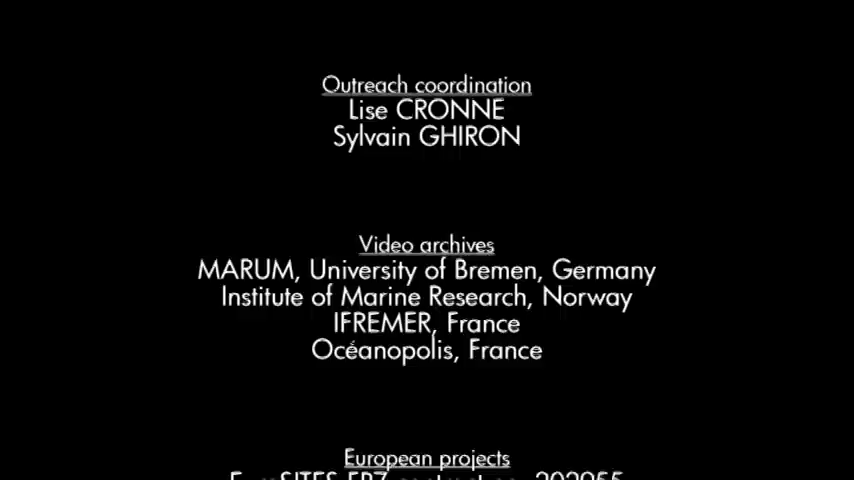 Outreach coordination
Lise CRONNE
Sylvain GHIRON
Video archives
MARUM, University of Bremen, Germany
Institute of Marine Research, Norway
IFREMER, France
Océanopolis, France
European projects